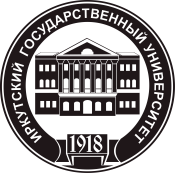 ИРКУТСКИЙ ГОСУДАРСТВЕННЫЙ УНИВЕРСИТЕТ
1918